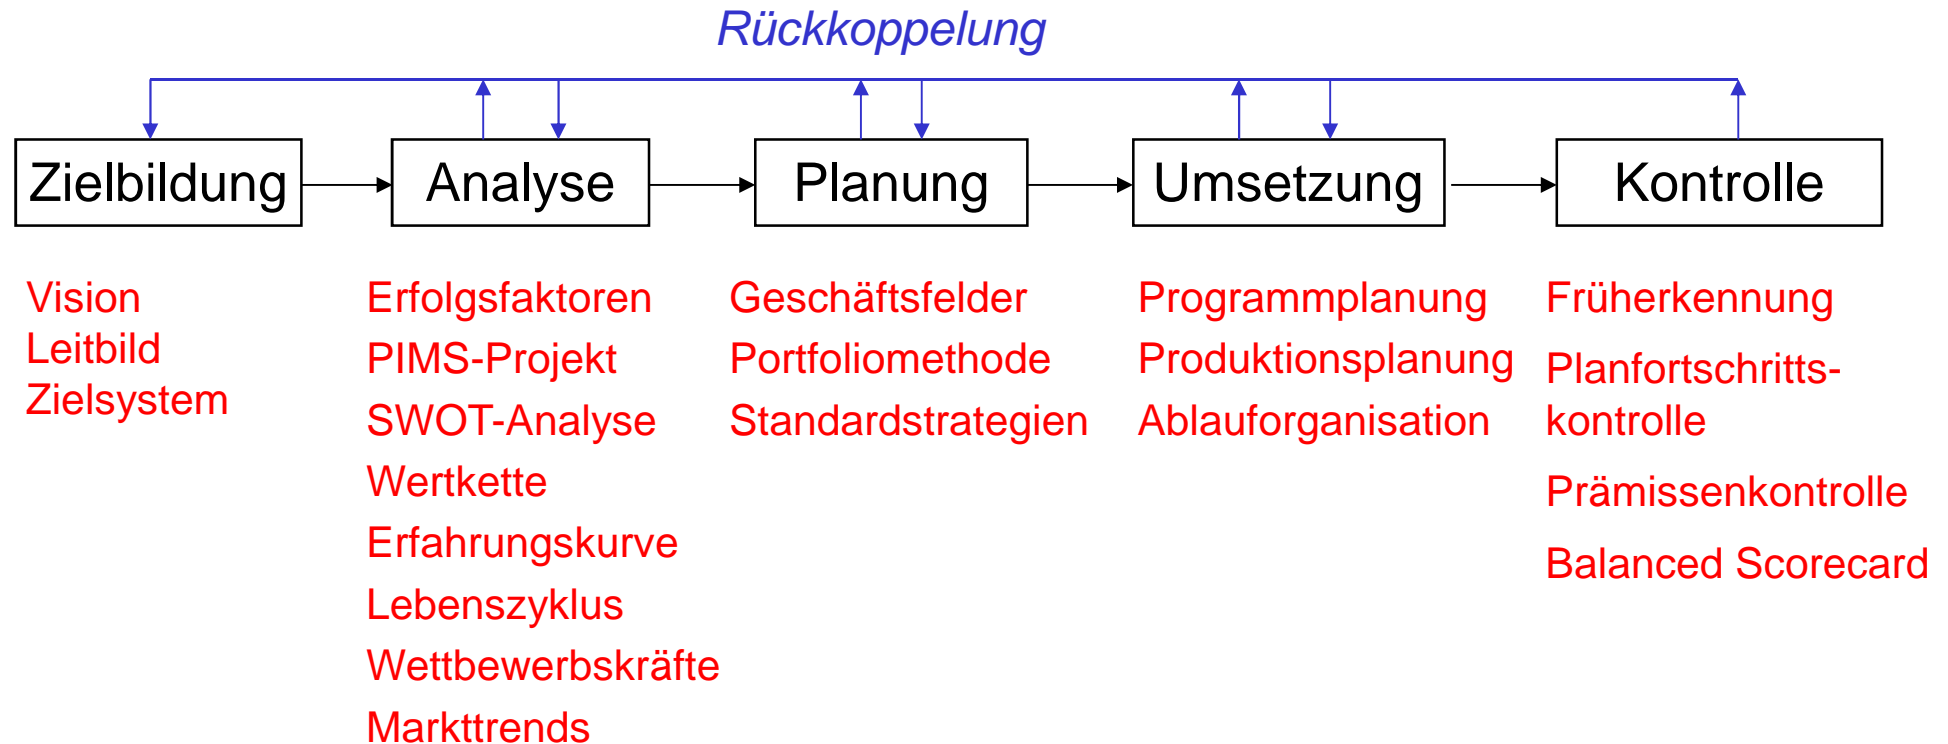 Rückkoppelung
Zielbildung
Analyse
Planung
Umsetzung
Kontrolle
Vision
Leitbild
Zielsystem
Erfolgsfaktoren
PIMS-Projekt
SWOT-Analyse
Wertkette
Erfahrungskurve
Lebenszyklus
Wettbewerbskräfte
Markttrends
Geschäftsfelder
Portfoliomethode
Standardstrategien
Programmplanung
Produktionsplanung
Ablauforganisation
Früherkennung
Planfortschritts-
kontrolle
Prämissenkontrolle
Balanced Scorecard